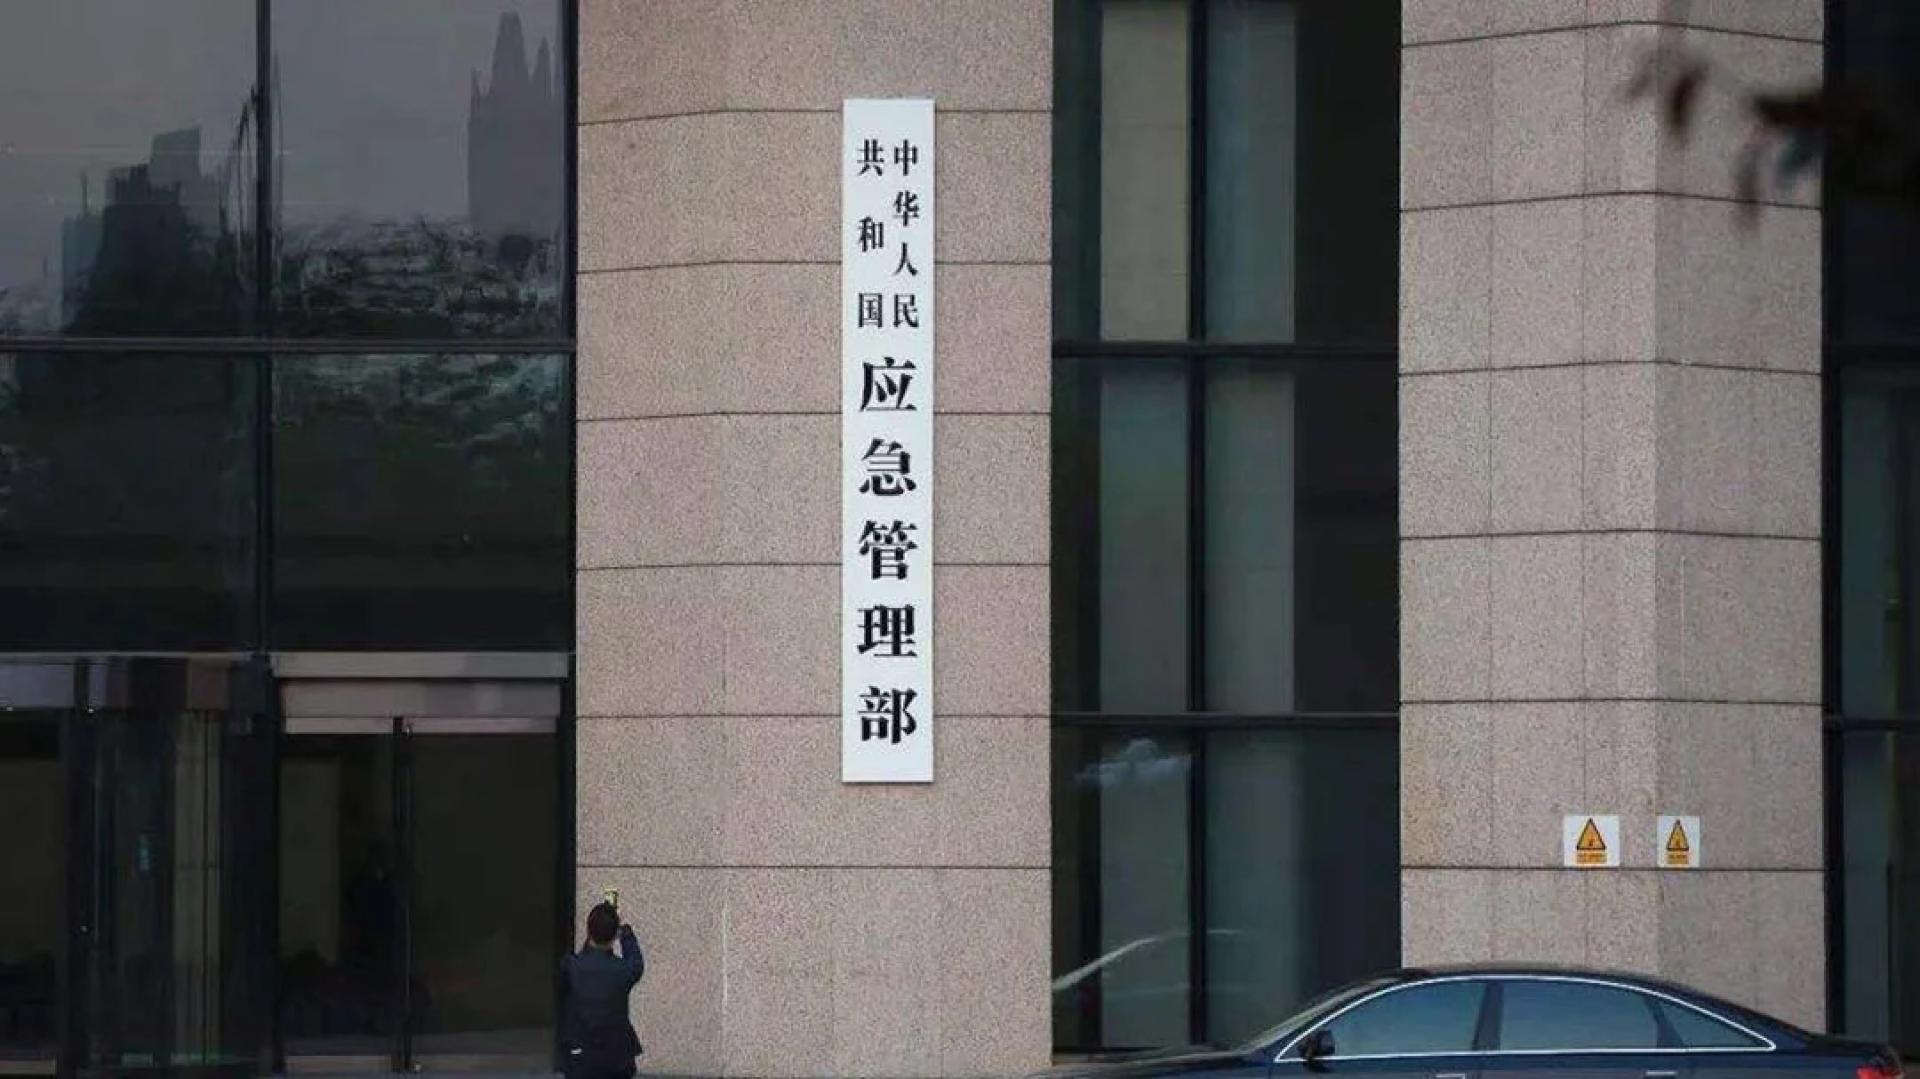 中华人民
共和国
应急管理部